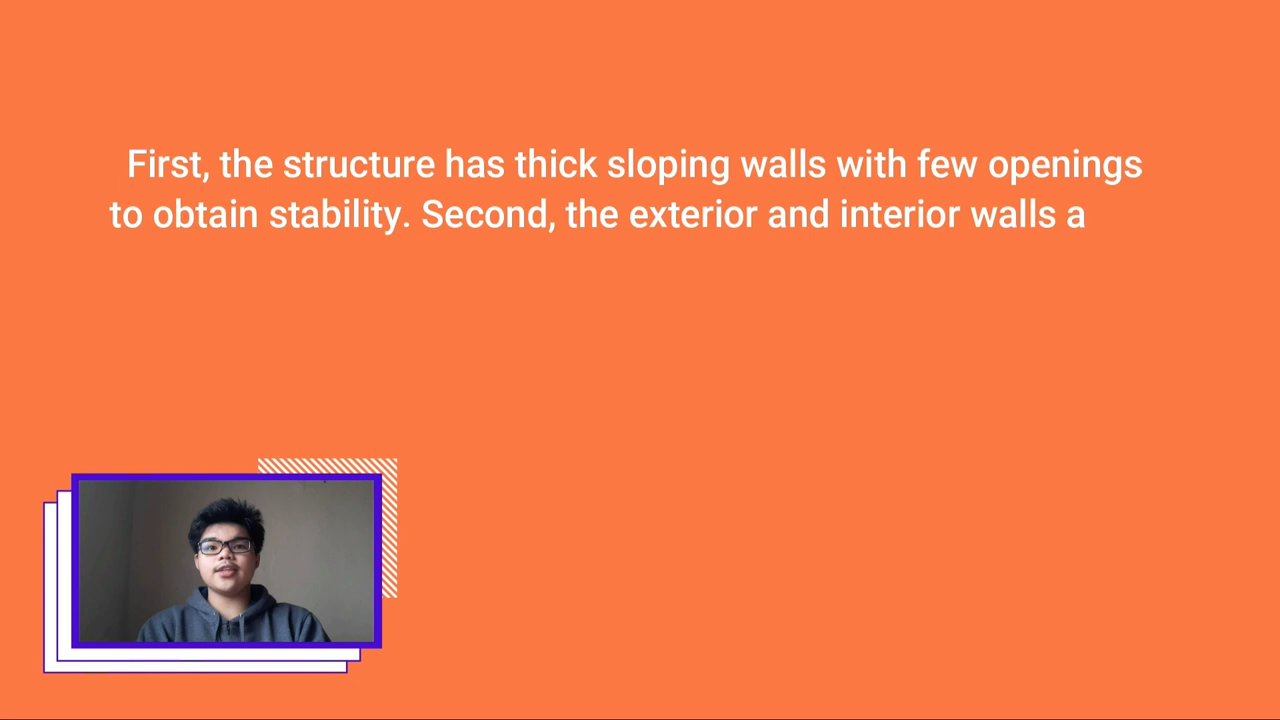 First, the structure has thick sloping walls with few openings
to obtain stability. Second, the exterior and interior walls a